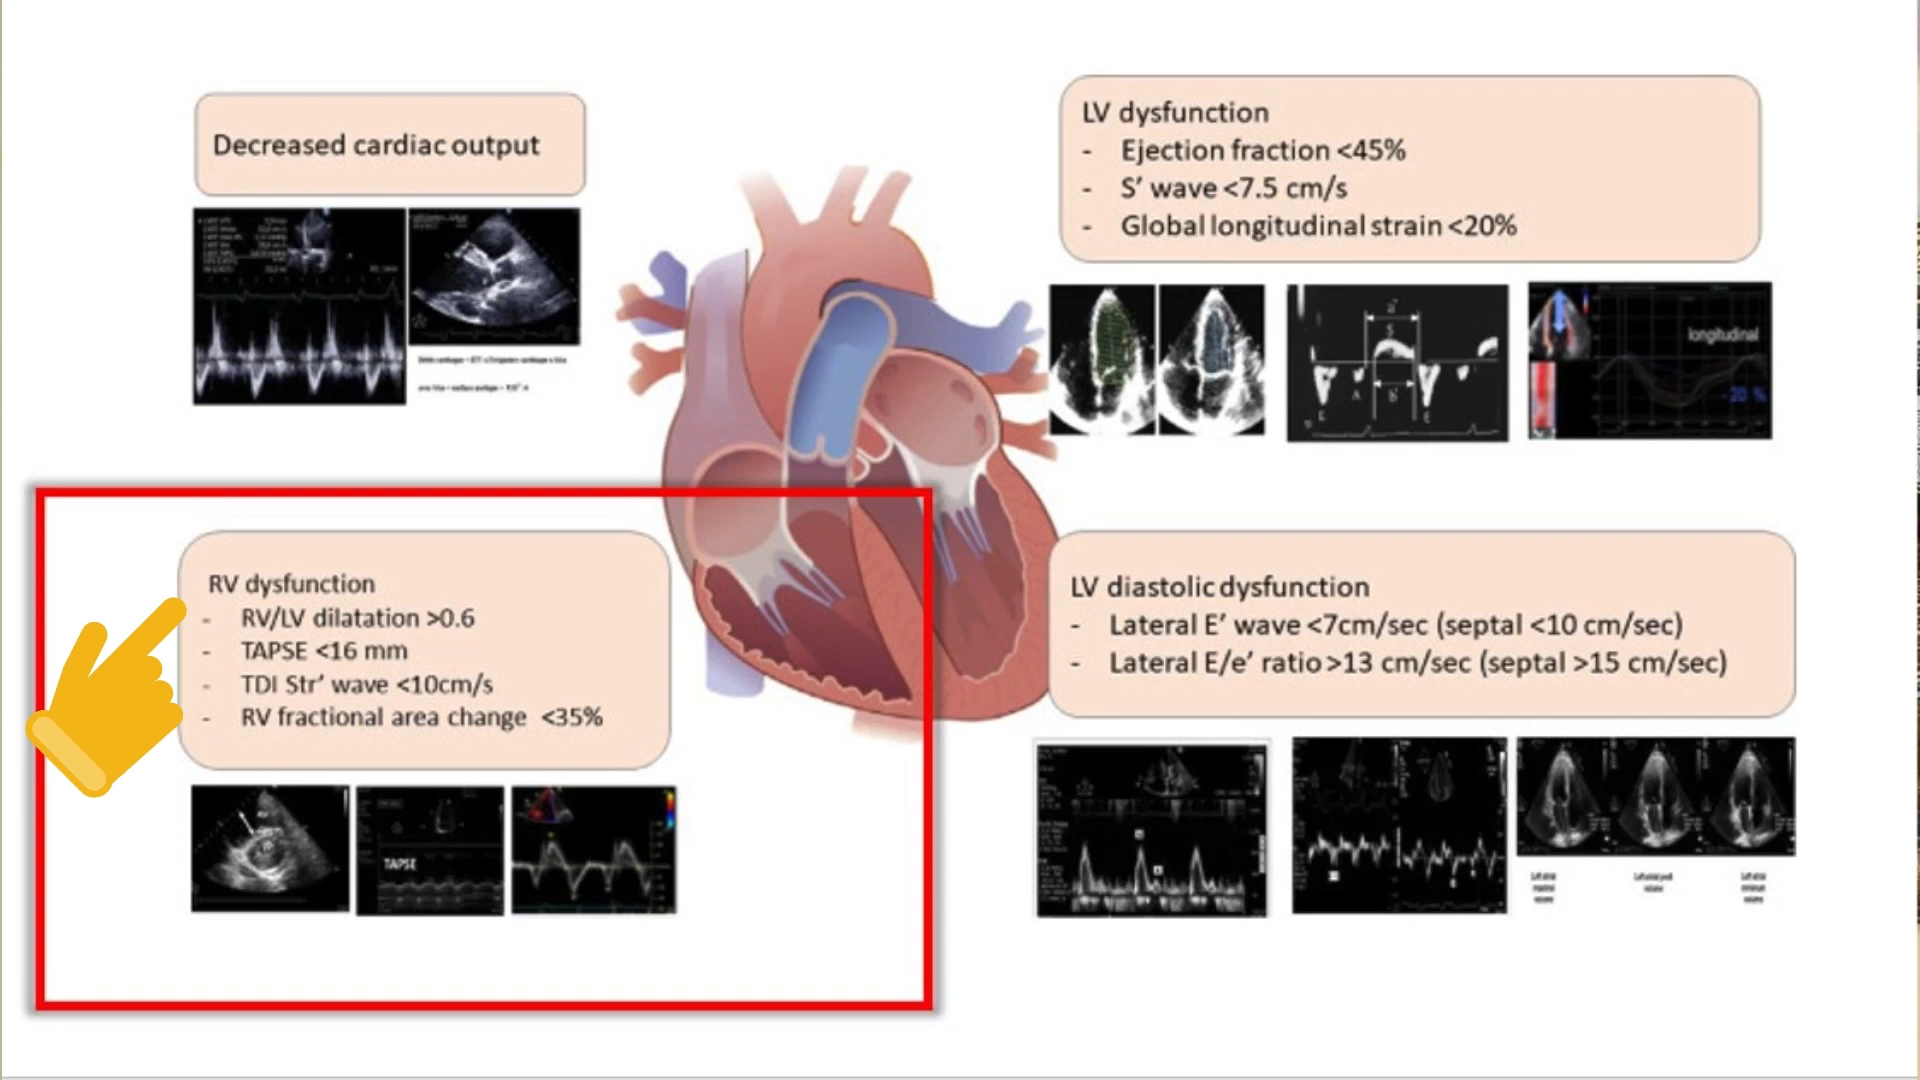 Decreased cardiac output
LV dysfunction
- Ejection fraction <45%
- S’ wave <7.5 cm/s
- Global longitudinal strain <20%
longitudinal
- 20 %
RV dysfunction
- RV/LV dilatation >0.6
- TAPSE <16 mm
- TDI Str’ wave <10cm/s
- RV fractional area change <35%
TAPSE
LV diastolic dysfunction
- Lateral E’ wave <7cm/sec (septal <10 cm/sec)
- Lateral E/e’ ratio >13 cm/sec (septal >15 cm/sec)